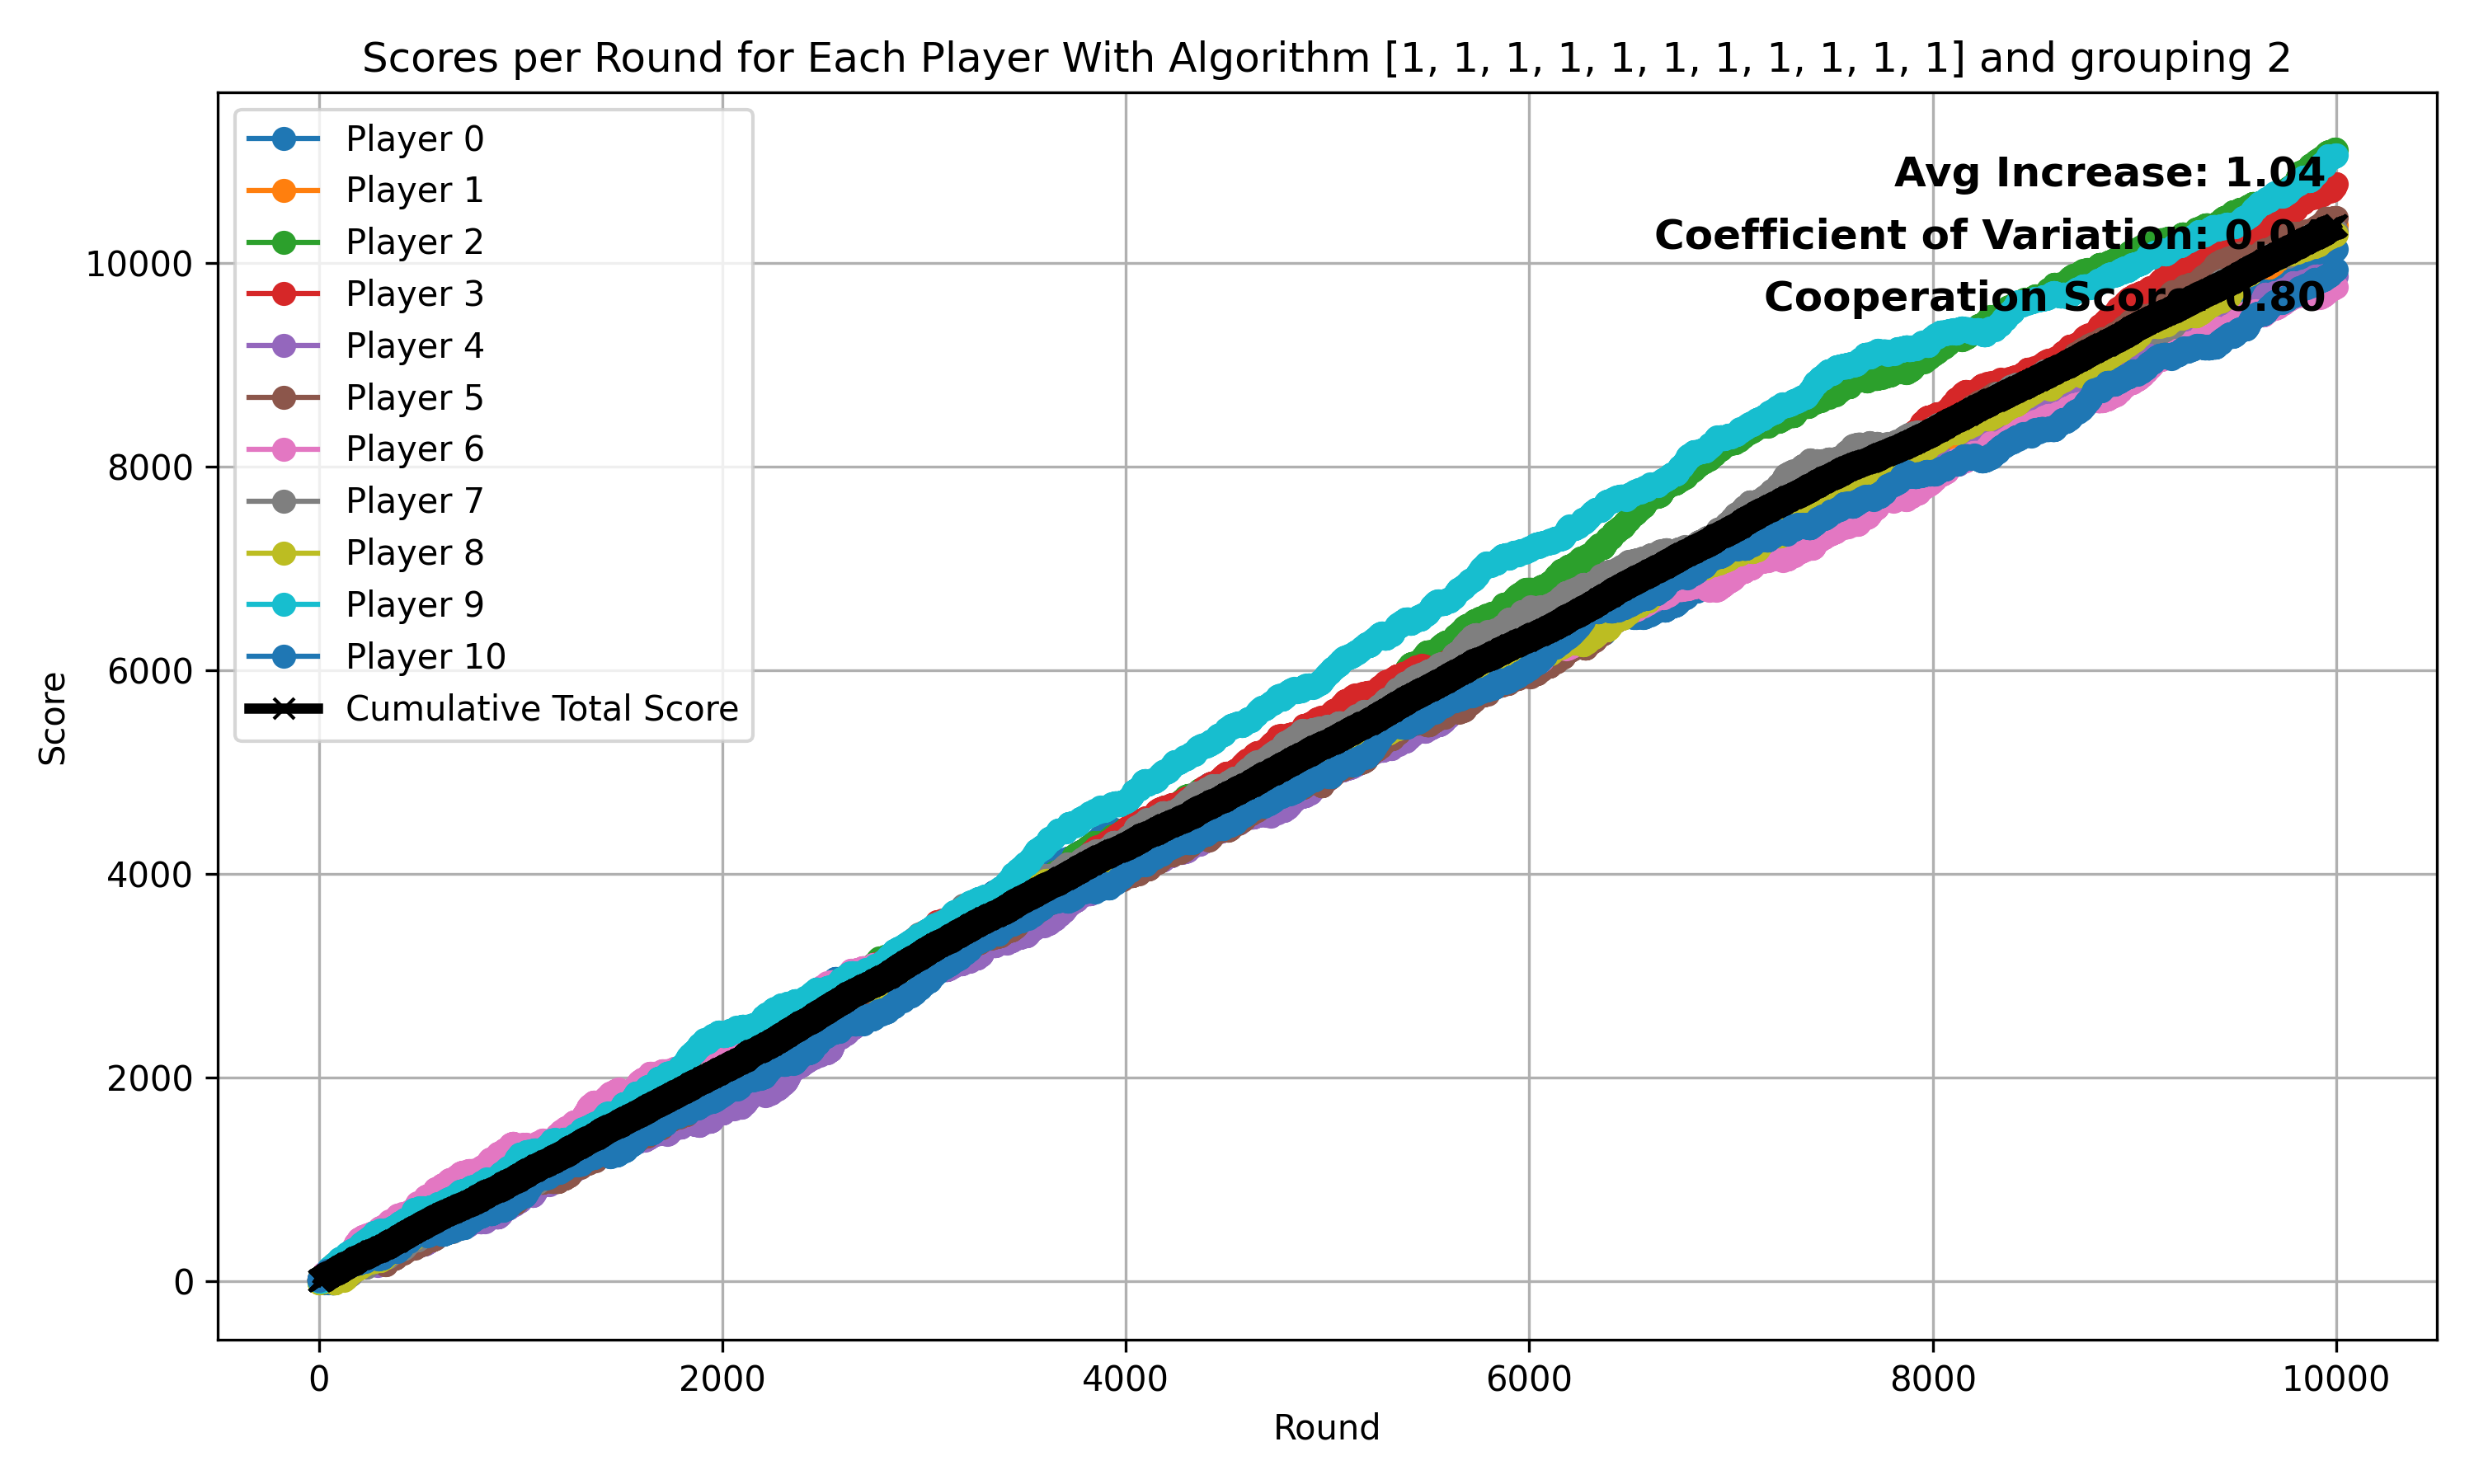 Scores per Round for Each Player With Algorithm [1, 1, 1, 1, 1, 1, 1, 1, 1, 1, 1] and grouping 2
Player 0
Player 1
Player 2
Player 3
Player 4
Player 5
Player 6
Player 7
Player 8
Player 9
Player 10
Cumulative Total Score
Avg Increase: 1.04
Coefficient of Variation:
Cooperation Score: 0.80
Score
10000
8000
6000
4000
2000
0
0
2000
4000
6000
8000
10000
Round